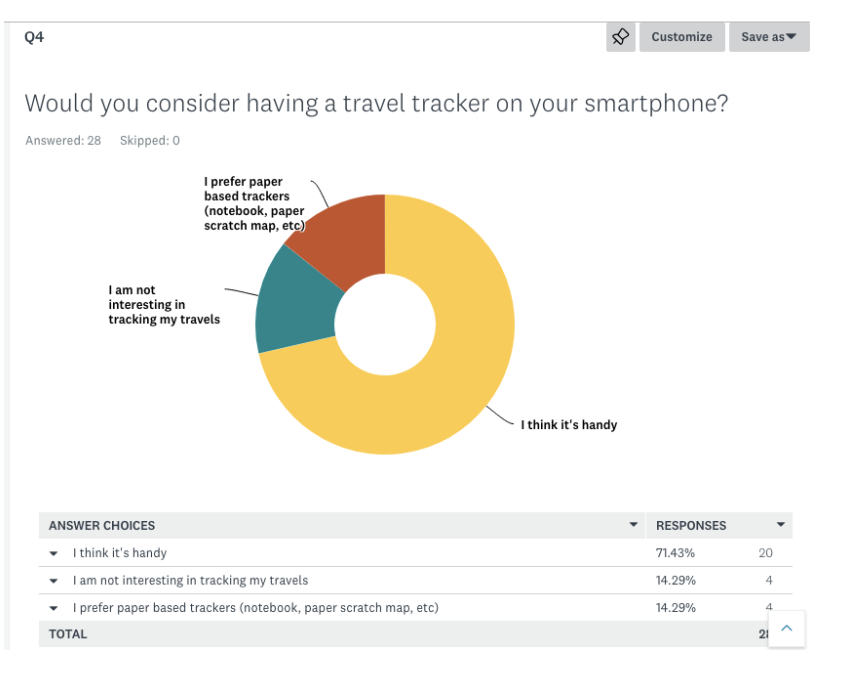 Q4
Customize
Save as
Would you consider having a travel tracker on your smartphone?
Answered: 28 Skipped: 0
I prefer paper
based trackers
(notebook, paper
scratch map, etc)
I am not
interesting in
tracking my travels
I think it's handy
ANSWER CHOICES RESPONSES
I think it's handy 71.43% 20
I am not interesting in tracking my travels 14.29% 4
I prefer paper based trackers (notebook, paper scratch map, etc) 14.29% 4
TOTAL 28